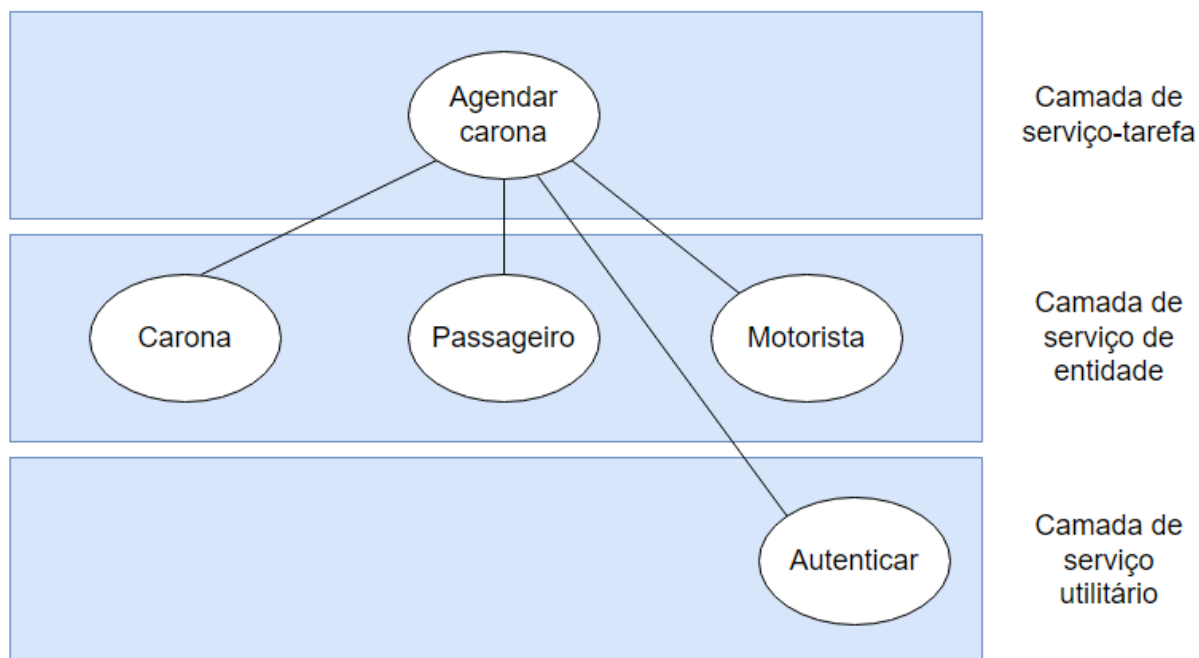 Agendar
carona
Camada de
serviço-tarefa
Carona
Passageiro
Motorista
Camada de
serviço de
entidade
Autenticar
Camada de
serviço
utilitário